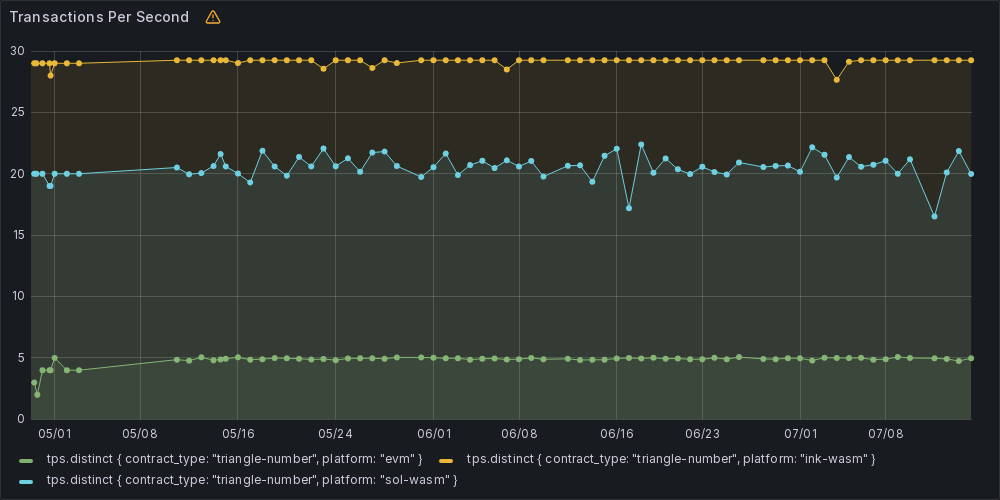 Transactions Per Second
30
25
20
15
10
5
0
05/01 05/08 05/16 05/24 06/01 06/08 06/16 06/23 07/01 07/08
tps.distinct { contract_type: "triangle-number", platform: "evm" } tps.distinct { contract_type: "triangle-number", platform: "ink-wasm" }
tps.distinct { contract_type: "triangle-number", platform: "sol-wasm" }